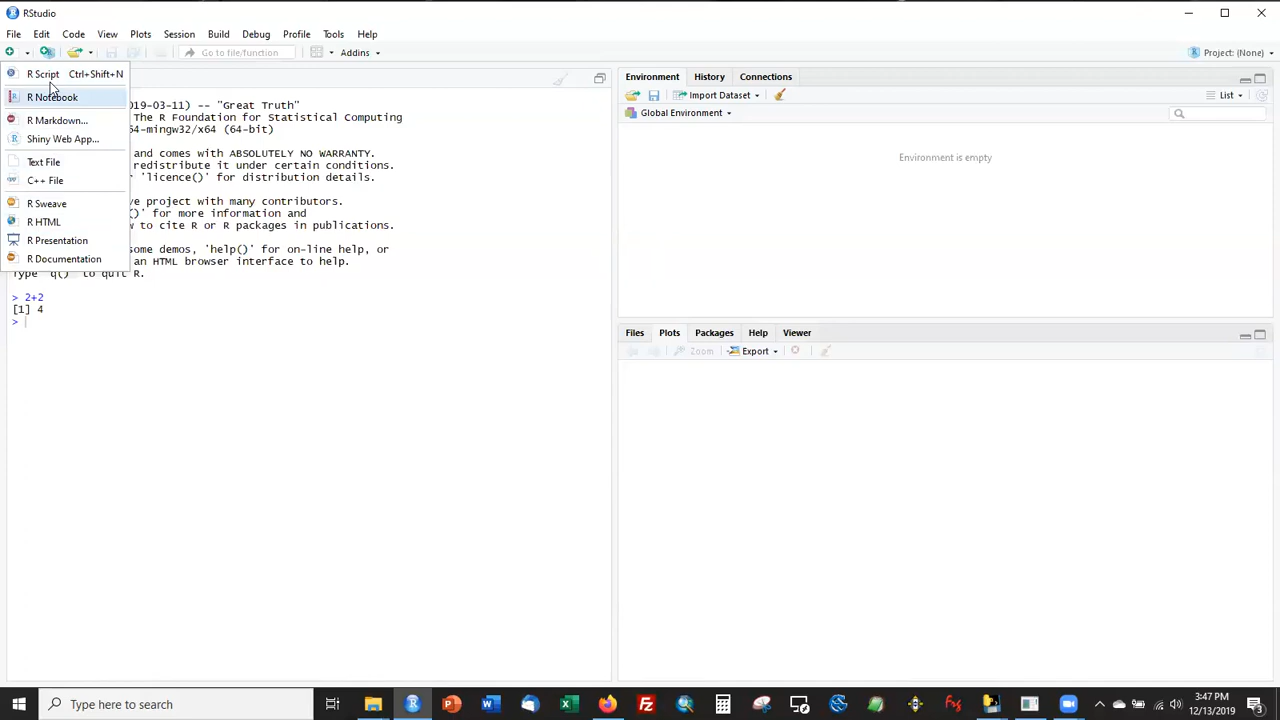 RStudio
File Edit Code View Plots Session Build Debug Profile Tools Help
Go to file/function Addins Project: (None)
R Script Ctrl+Shift+N
R Notebook
R Markdown...
Shiny Web App...
Text File
C++ File
R Sweave
R HTML
R Presentation
R Documentation
019-03-11) -- "Great Truth"
The R Foundation for Statistical Computing
64-mingw32/x64 (64-bit)
and comes with ABSOLUTELY NO WARRANTY.
redistribute it under certain conditions.
r 'licence()' for distribution details.
ve project with many contributors.
()' for more information and
w to cite R or R packages in publications.
some demos, 'help()' for on-line help, or
an HTML browser interface to help.
Type 'q()' to quit R.
> 2+2
[1] 4
>
Environment History Connections
Import Dataset List
Global Environment
Environment is empty
Files Plots Packages Help Viewer
Zoom Export
Type here to search
3:47 PM
12/13/2019
3